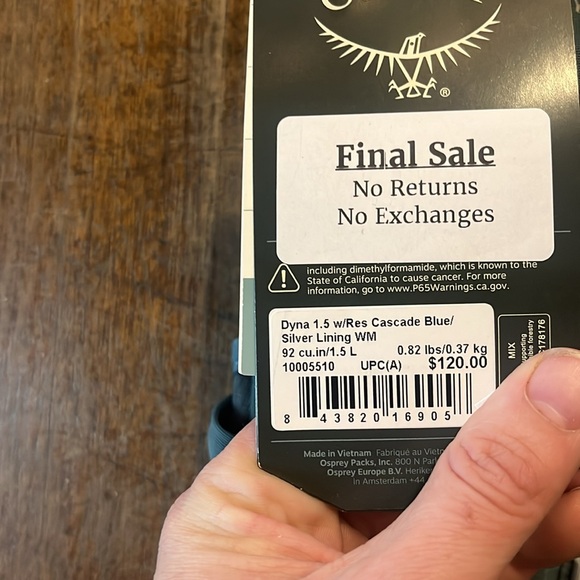 ®
Final Sale
No Returns
No Exchanges
including dimethylformamide, which is known to the
State of California to cause cancer. For more
information, go to www.P65Warnings.ca.gov.
Dyna 1.5 w/Res Cascade Blue/
Silver Lining WM
92 cu.in/1.5 L 0.82 lbs/0.37 kg
10005510 UPC(A) $120.00
8 43820 16905
MIX
Made in Vietnam Fabriqué au
Osprey Packs, Inc. 800 N
Osprey Europe B.V.
in Amsterdam +44